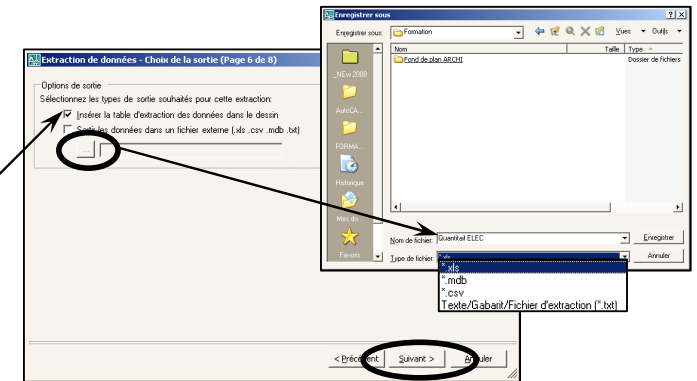 Extraction de données - Choix de la sortie (Page 6 de 8)
Options de sortie
Sélectionnez les types de sortie souhaités pour cette extraction:
Insérer la table d'extraction des données dans le dessin
Sortir les données dans un fichier externe (.xls .csv .mdb .txt)
...
< Précédent
Suivant >
Annuler
Enregistrer sous
Enregistrer sous:
Formation
Vues
Outils
Nom
Taille
Type
Fond de plan ARCHI
Dossier de fichiers
_NEw 2008
AutoCA...
FORMA...
Historique
Mes do...
Favoris
Nom de fichier:
Quantitaif ELEC
Enregistrer
Type de fichier:
*.xls
Annuler
*.xls
*.mdb
*.csv
Texte/Gabarit/Fichier d'extraction (*.txt)